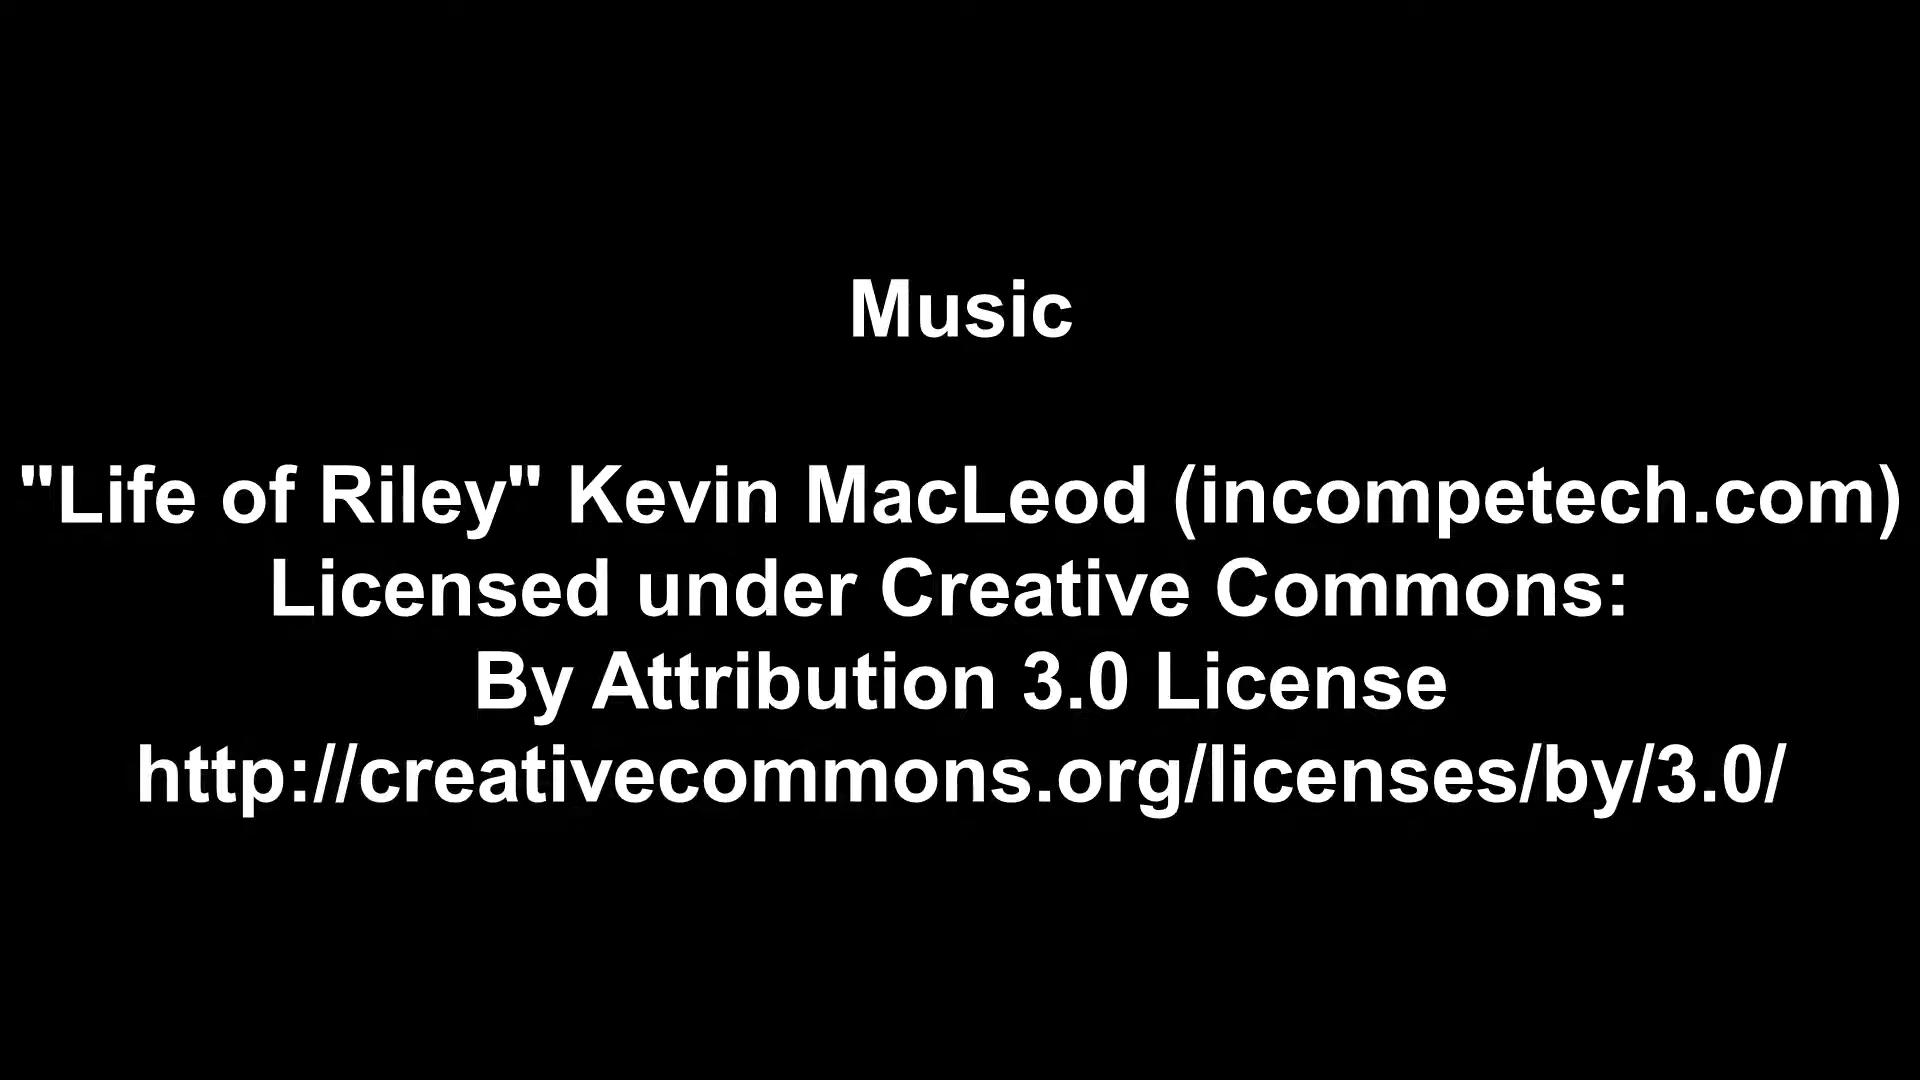 Music
"Life of Riley" Kevin MacLeod (incompetech.com)
Licensed under Creative Commons:
By Attribution 3.0 License
http://creativecommons.org/licenses/by/3.0/